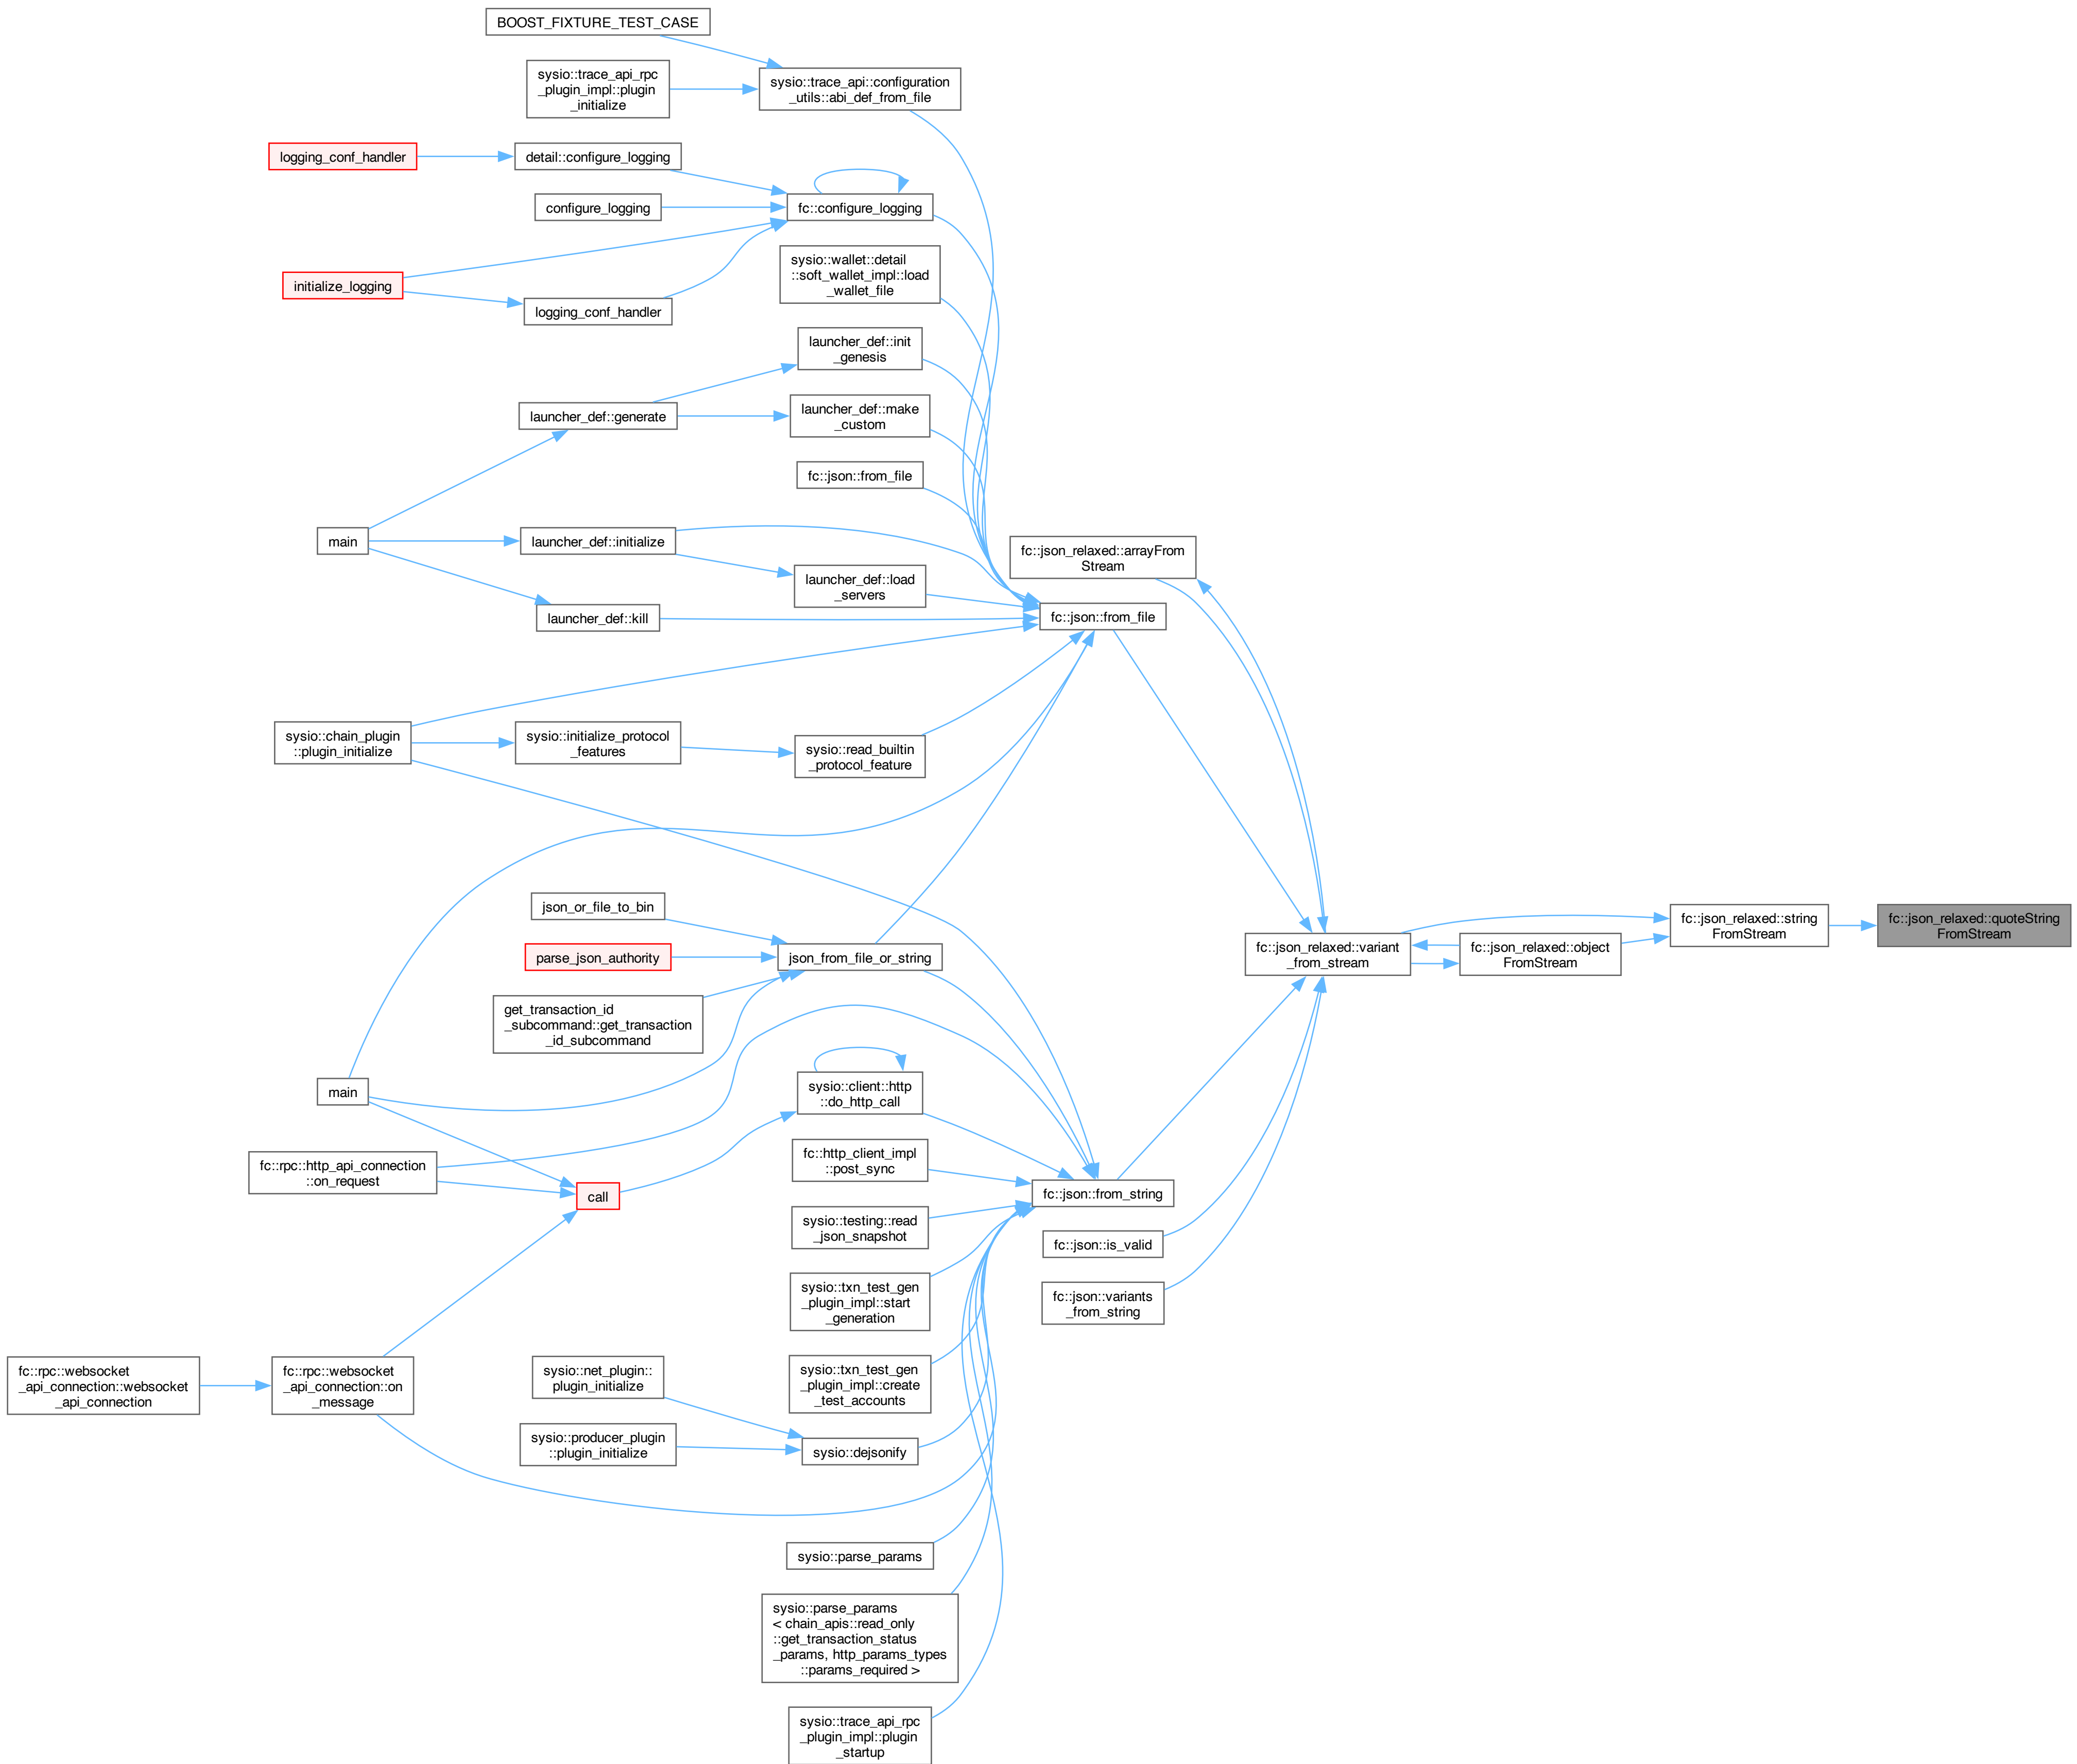 BOOST_FIXTURE_TEST_CASE
sysio::trace_api_rpc
_plugin_impl::plugin
_initialize
sysio::trace_api::configuration
_utils::abi_def_from_file
logging_conf_handler
detail::configure_logging
configure_logging
fc::configure_logging
initialize_logging
logging_conf_handler
sysio::wallet::detail
::soft_wallet_impl::load
_wallet_file
launcher_def::init
_genesis
launcher_def::generate
launcher_def::make
_custom
fc::json::from_file
main
launcher_def::initialize
launcher_def::load
_servers
launcher_def::kill
fc::json_relaxed::arrayFrom
Stream
fc::json::from_file
sysio::chain_plugin
::plugin_initialize
sysio::initialize_protocol
_features
sysio::read_builtin
_protocol_feature
json_or_file_to_bin
parse_json_authority
json_from_file_or_string
get_transaction_id
_subcommand::get_transaction
_id_subcommand
fc::json_relaxed::variant
_from_stream
fc::json_relaxed::object
FromStream
fc::json_relaxed::string
FromStream
fc::json_relaxed::quoteString
FromStream
main
sysio::client::http
::do_http_call
fc::rpc::http_api_connection
::on_request
call
fc::http_client_impl
::post_sync
fc::json::from_string
sysio::testing::read
_json_snapshot
fc::json::is_valid
sysio::txn_test_gen
_plugin_impl::start
_generation
fc::json::variants
_from_string
fc::rpc::websocket
_api_connection::websocket
_api_connection
fc::rpc::websocket
_api_connection::on
_message
sysio::net_plugin::
plugin_initialize
sysio::txn_test_gen
_plugin_impl::create
_test_accounts
sysio::producer_plugin
::plugin_initialize
sysio::dejsonify
sysio::parse_params
sysio::parse_params
< chain_apis::read_only
::get_transaction_status
_params, http_params_types
::params_required >
sysio::trace_api_rpc
_plugin_impl::plugin
_startup